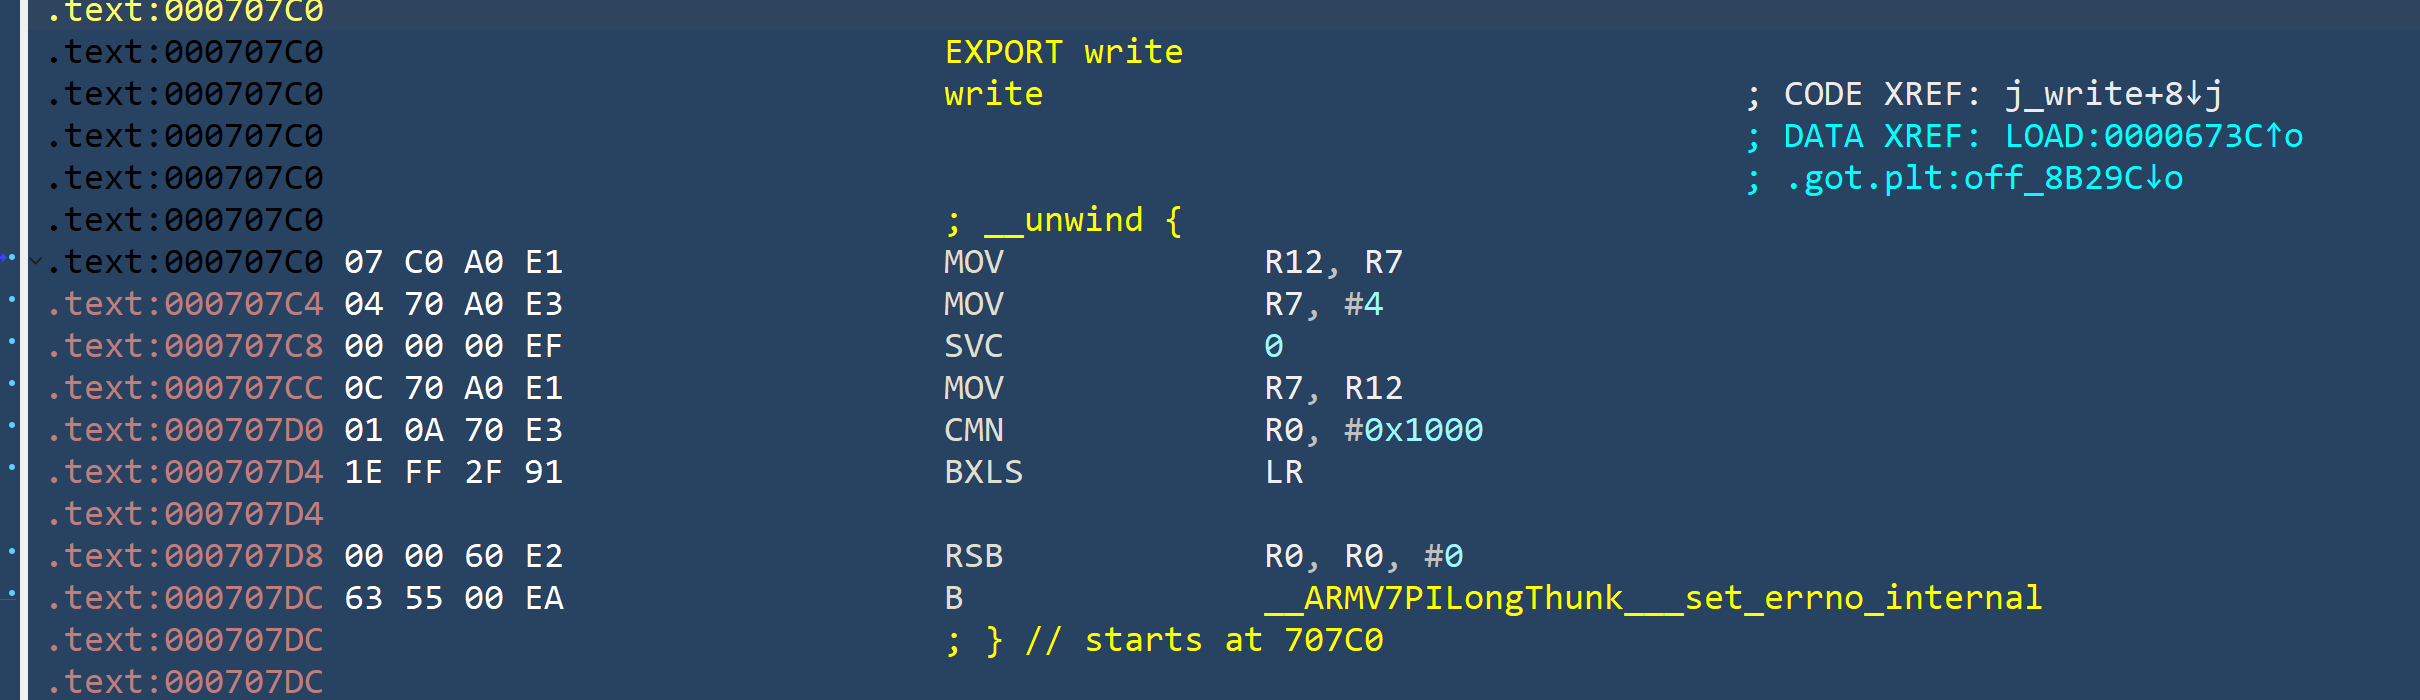 .text:000707C0
.text:000707C0 EXPORT write
.text:000707C0 write ; CODE XREF: j_write+8↓j
.text:000707C0 ; DATA XREF: LOAD:0000673C↑o
.text:000707C0 ; .got.plt:off_8B29C↓o
.text:000707C0 ; __unwind {
.text:000707C0 07 C0 A0 E1 MOV R12, R7
.text:000707C4 04 70 A0 E3 MOV R7, #4
.text:000707C8 00 00 00 EF SVC 0
.text:000707CC 0C 70 A0 E1 MOV R7, R12
.text:000707D0 01 0A 70 E3 CMN R0, #0x1000
.text:000707D4 1E FF 2F 91 BXLS LR
.text:000707D4
.text:000707D8 00 00 60 E2 RSB R0, R0, #0
.text:000707DC 63 55 00 EA B __ARMV7PILongThunk___set_errno_internal
.text:000707DC ; } // starts at 707C0
.text:000707DC